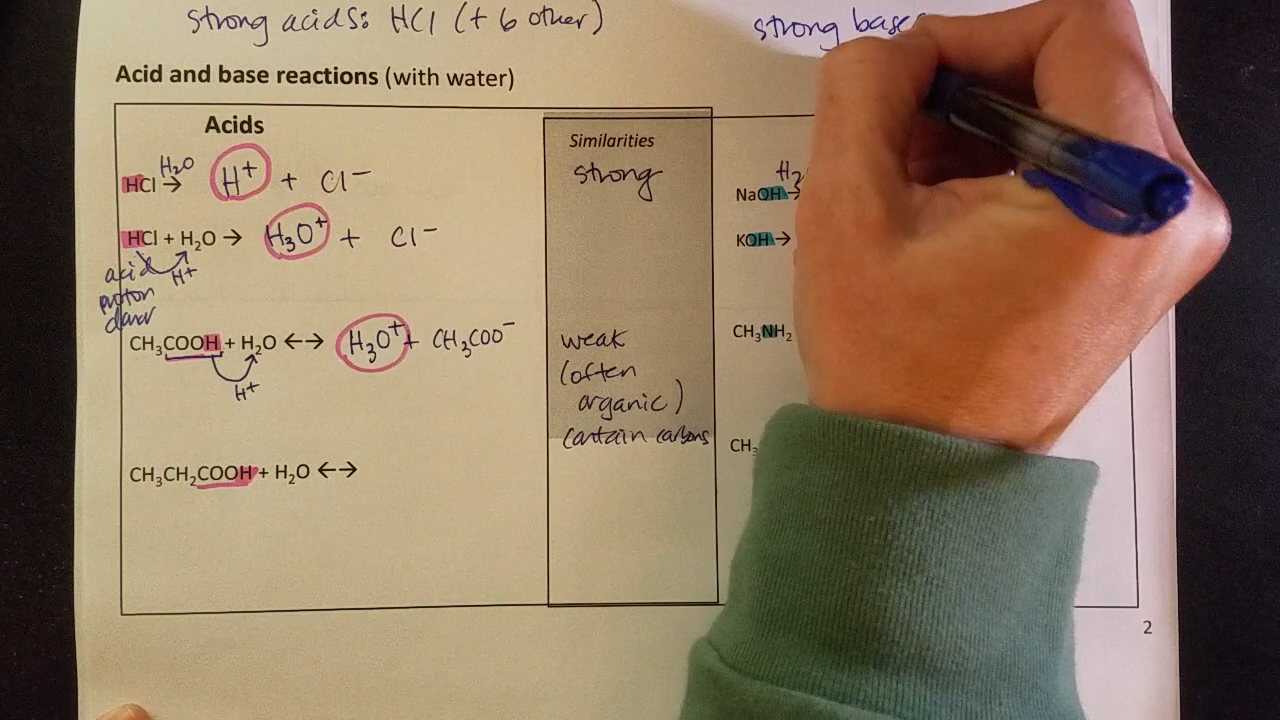 strong acids: HCl (+ 6 other)
strong base
Acid and base reactions (with water)
Acids
HCl H₂O → H⁺ + Cl⁻
HCl + H₂O → H₃O⁺ + Cl⁻
acid H⁺
proton
donor
CH₃COOH + H₂O ←→ H₃O⁺ + CH₃COO⁻
H⁺
CH₃CH₂COOH + H₂O ←→
Similarities
strong
weak
(often
organic)
contain carbons
NaOH → H₂
KOH →
CH₃NH₂
CH₃
2